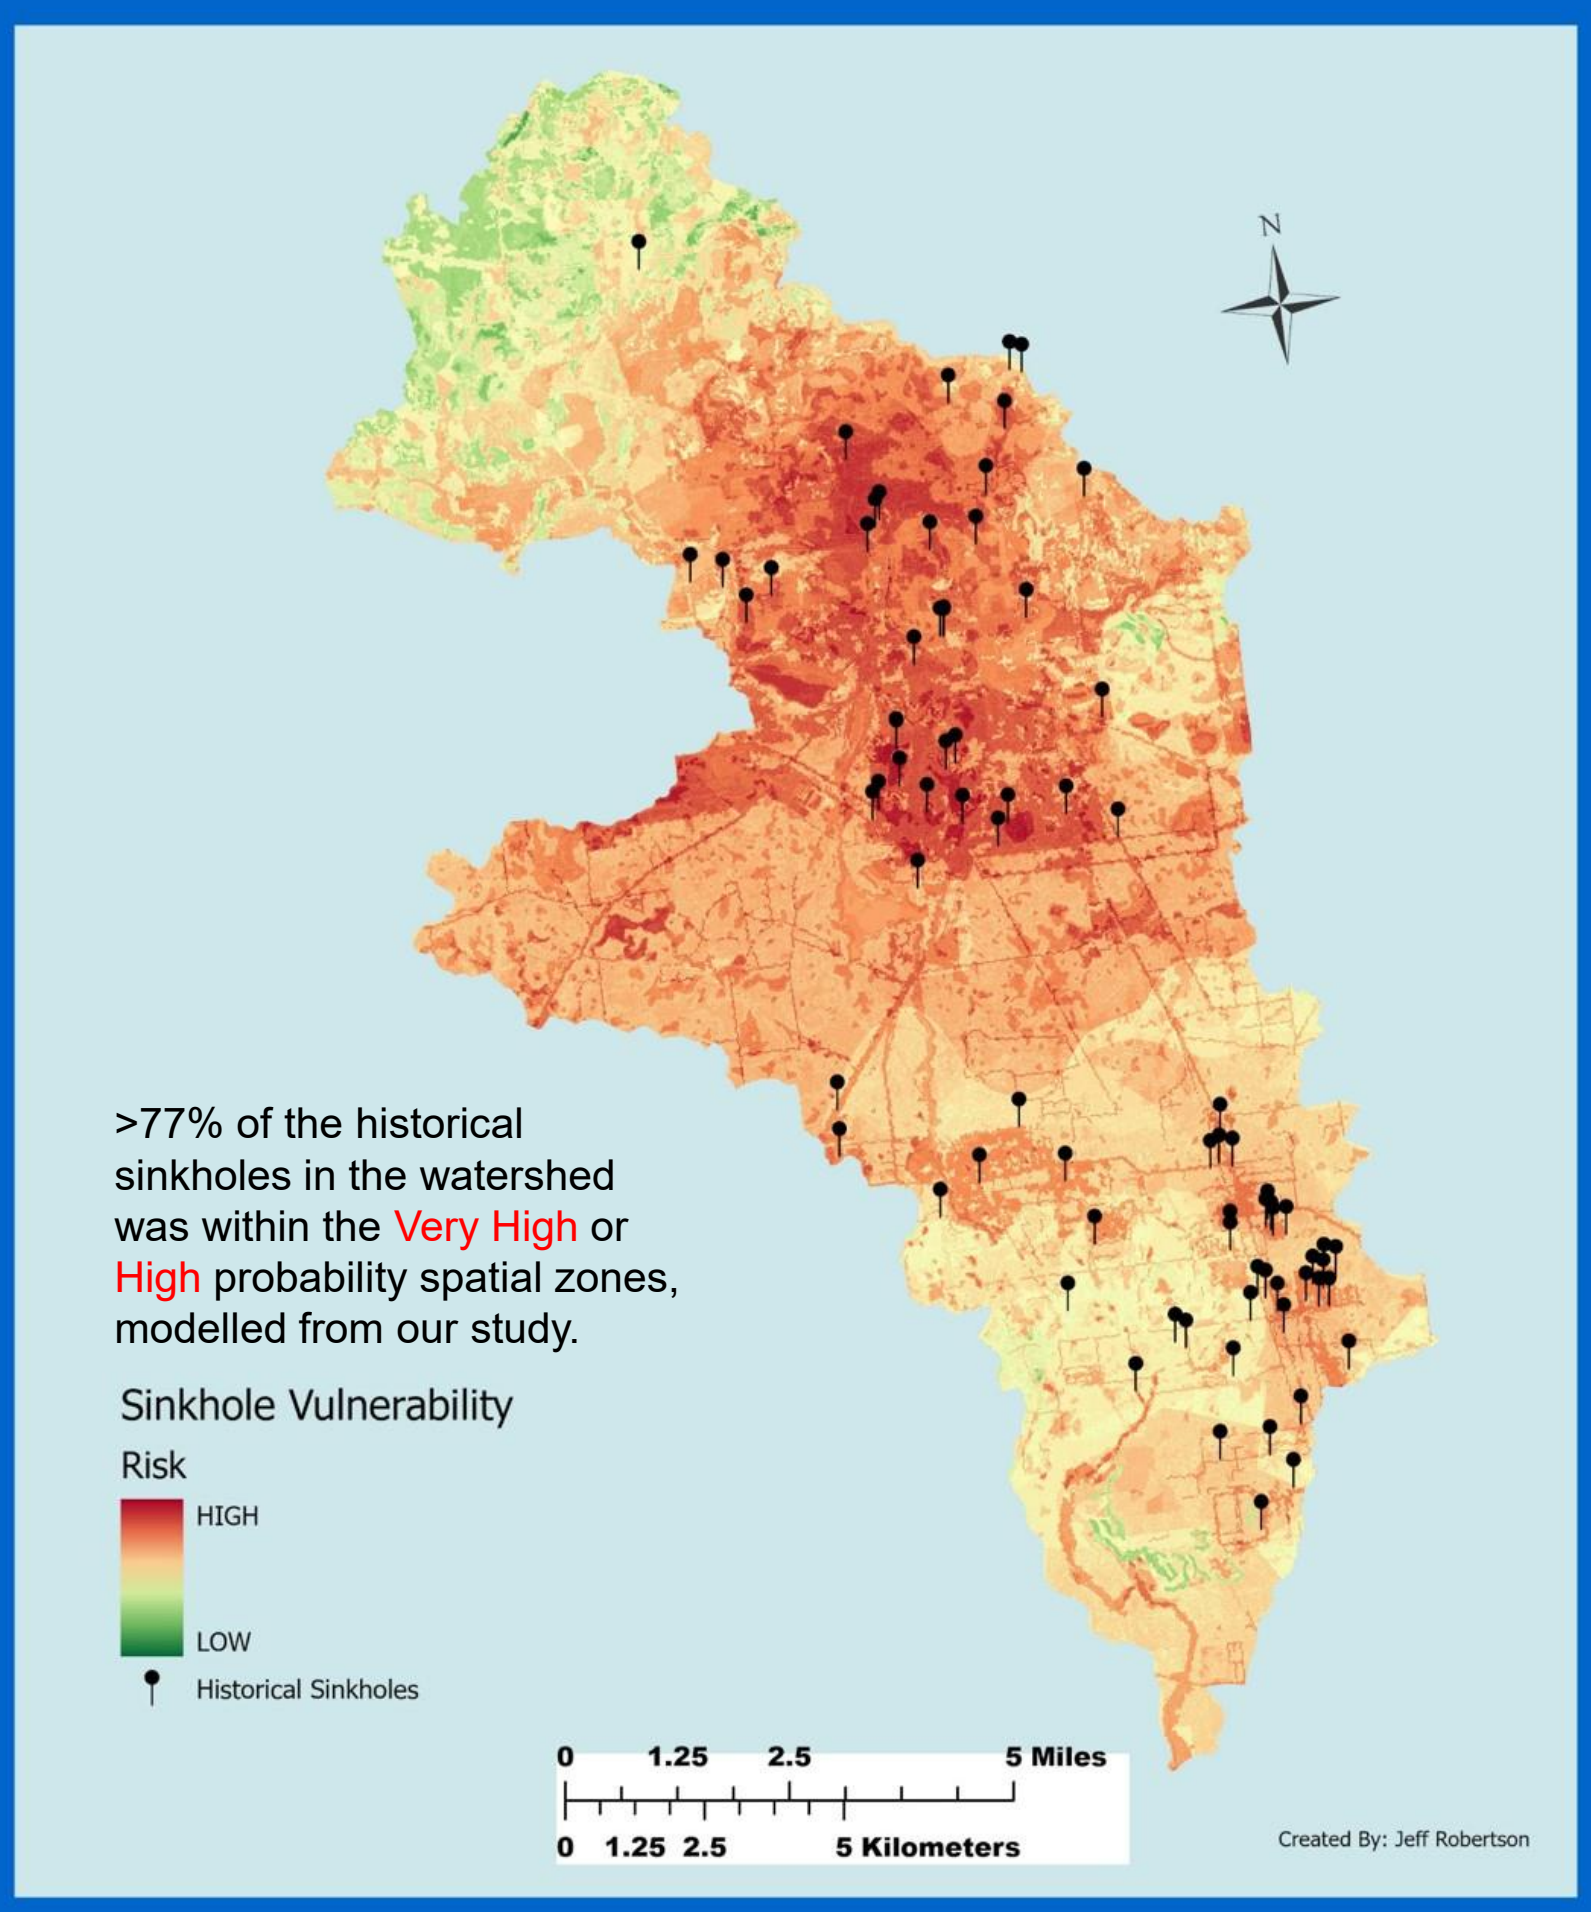 N
>77% of the historical
sinkholes in the watershed
was within the Very High or
High probability spatial zones,
modelled from our study.
Sinkhole Vulnerability
Risk
HIGH
LOW
Historical Sinkholes
0 1.25 2.5 5 Miles
0 1.25 2.5 5 Kilometers
Created By: Jeff Robertson